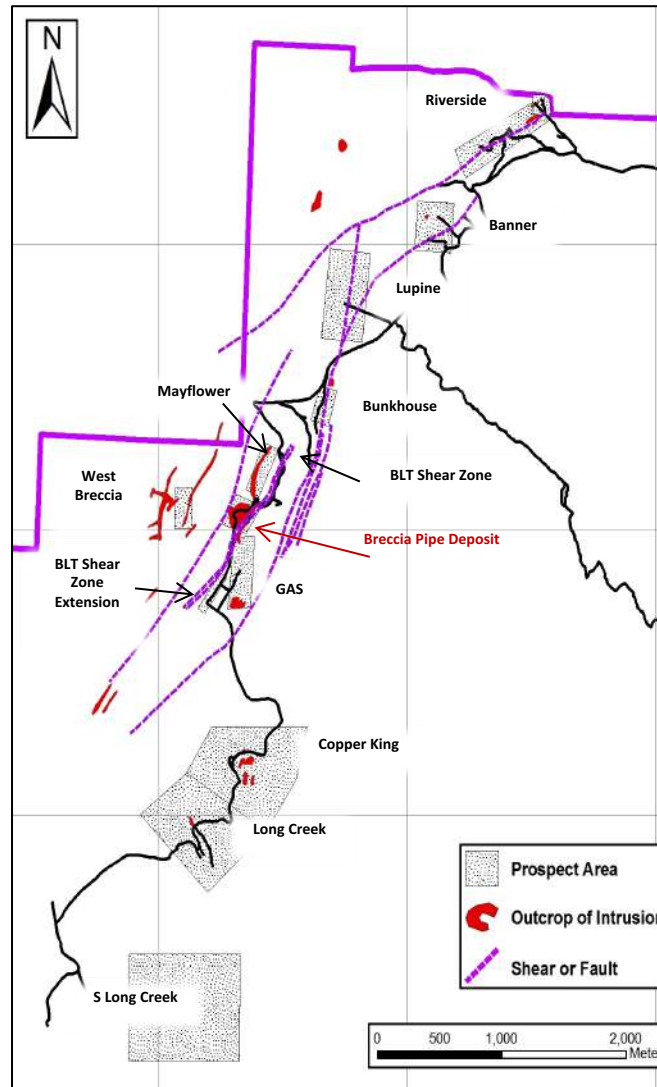 N
Riverside
Banner
Lupine
Mayflower
Bunkhouse
West
Breccia
BLT Shear Zone
Breccia Pipe Deposit
BLT Shear
Zone
Extension
GAS
Copper King
Long Creek
Prospect Area
Outcrop of Intrusion
Shear or Fault
S Long Creek
0 500 1,000 2,000
Mete